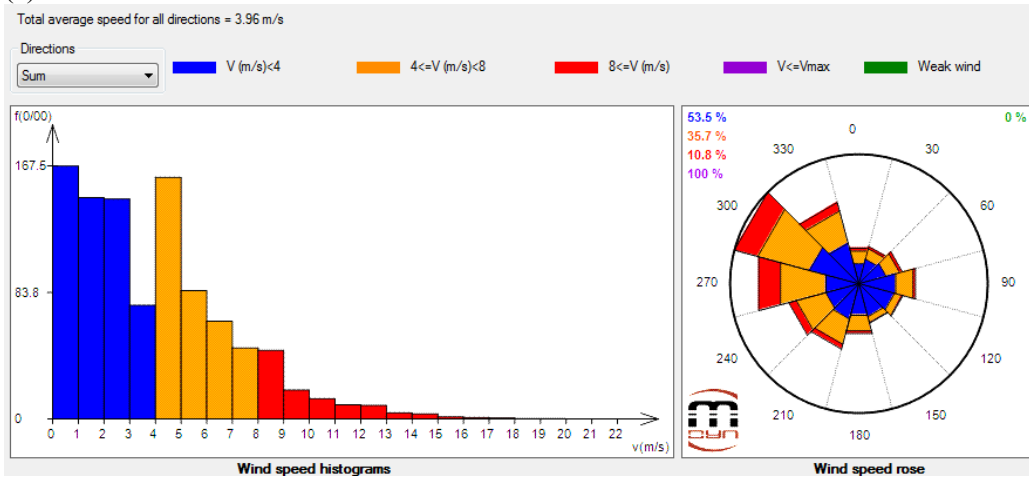 Total average speed for all directions = 3.96 m/s
Directions
Sum
V (m/s)<4
4<=V (m/s)<8
8<=V (m/s)
V<=Vmax
Weak wind
f(0/00)
167.5
83.8
0
0 1 2 3 4 5 6 7 8 9 10 11 12 13 14 15 16 17 18 19 20 21 22
v(m/s)
Wind speed histograms
53.5 %
35.7 %
10.8 %
100 %
0 %
0
30
60
90
120
150
180
210
240
270
300
330
m
DYN
Wind speed rose